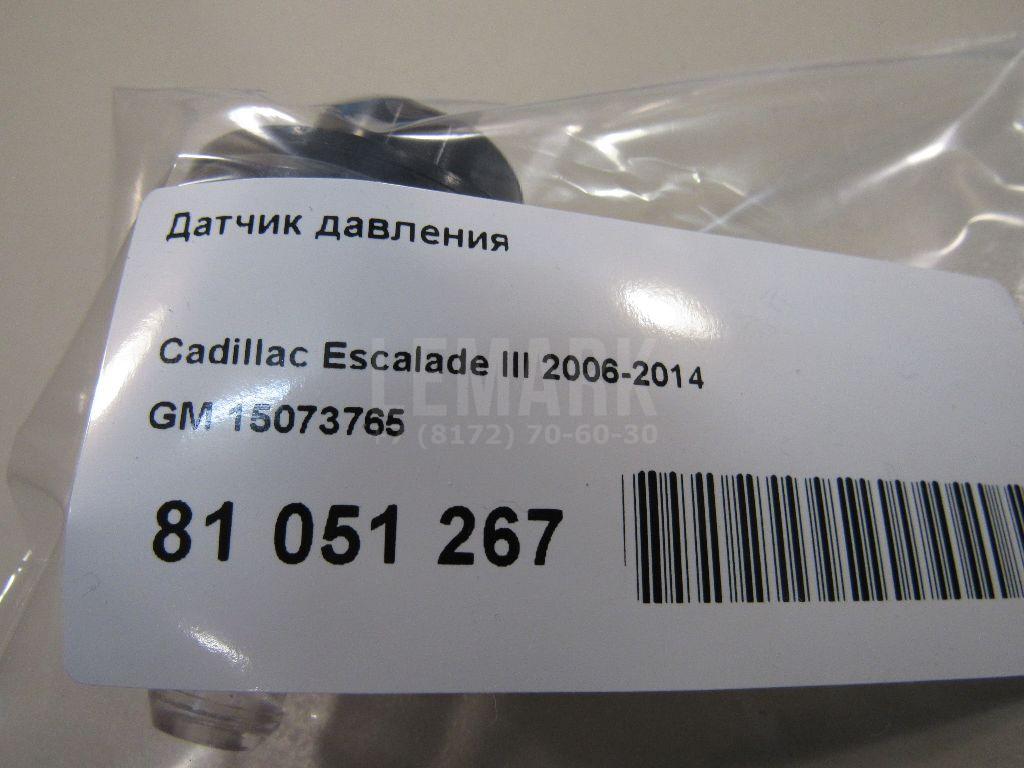 Датчик давления
Cadillac Escalade III 2006-2014
LEMARK
GM 15073765
(8172) 70-60-30
81 051 267